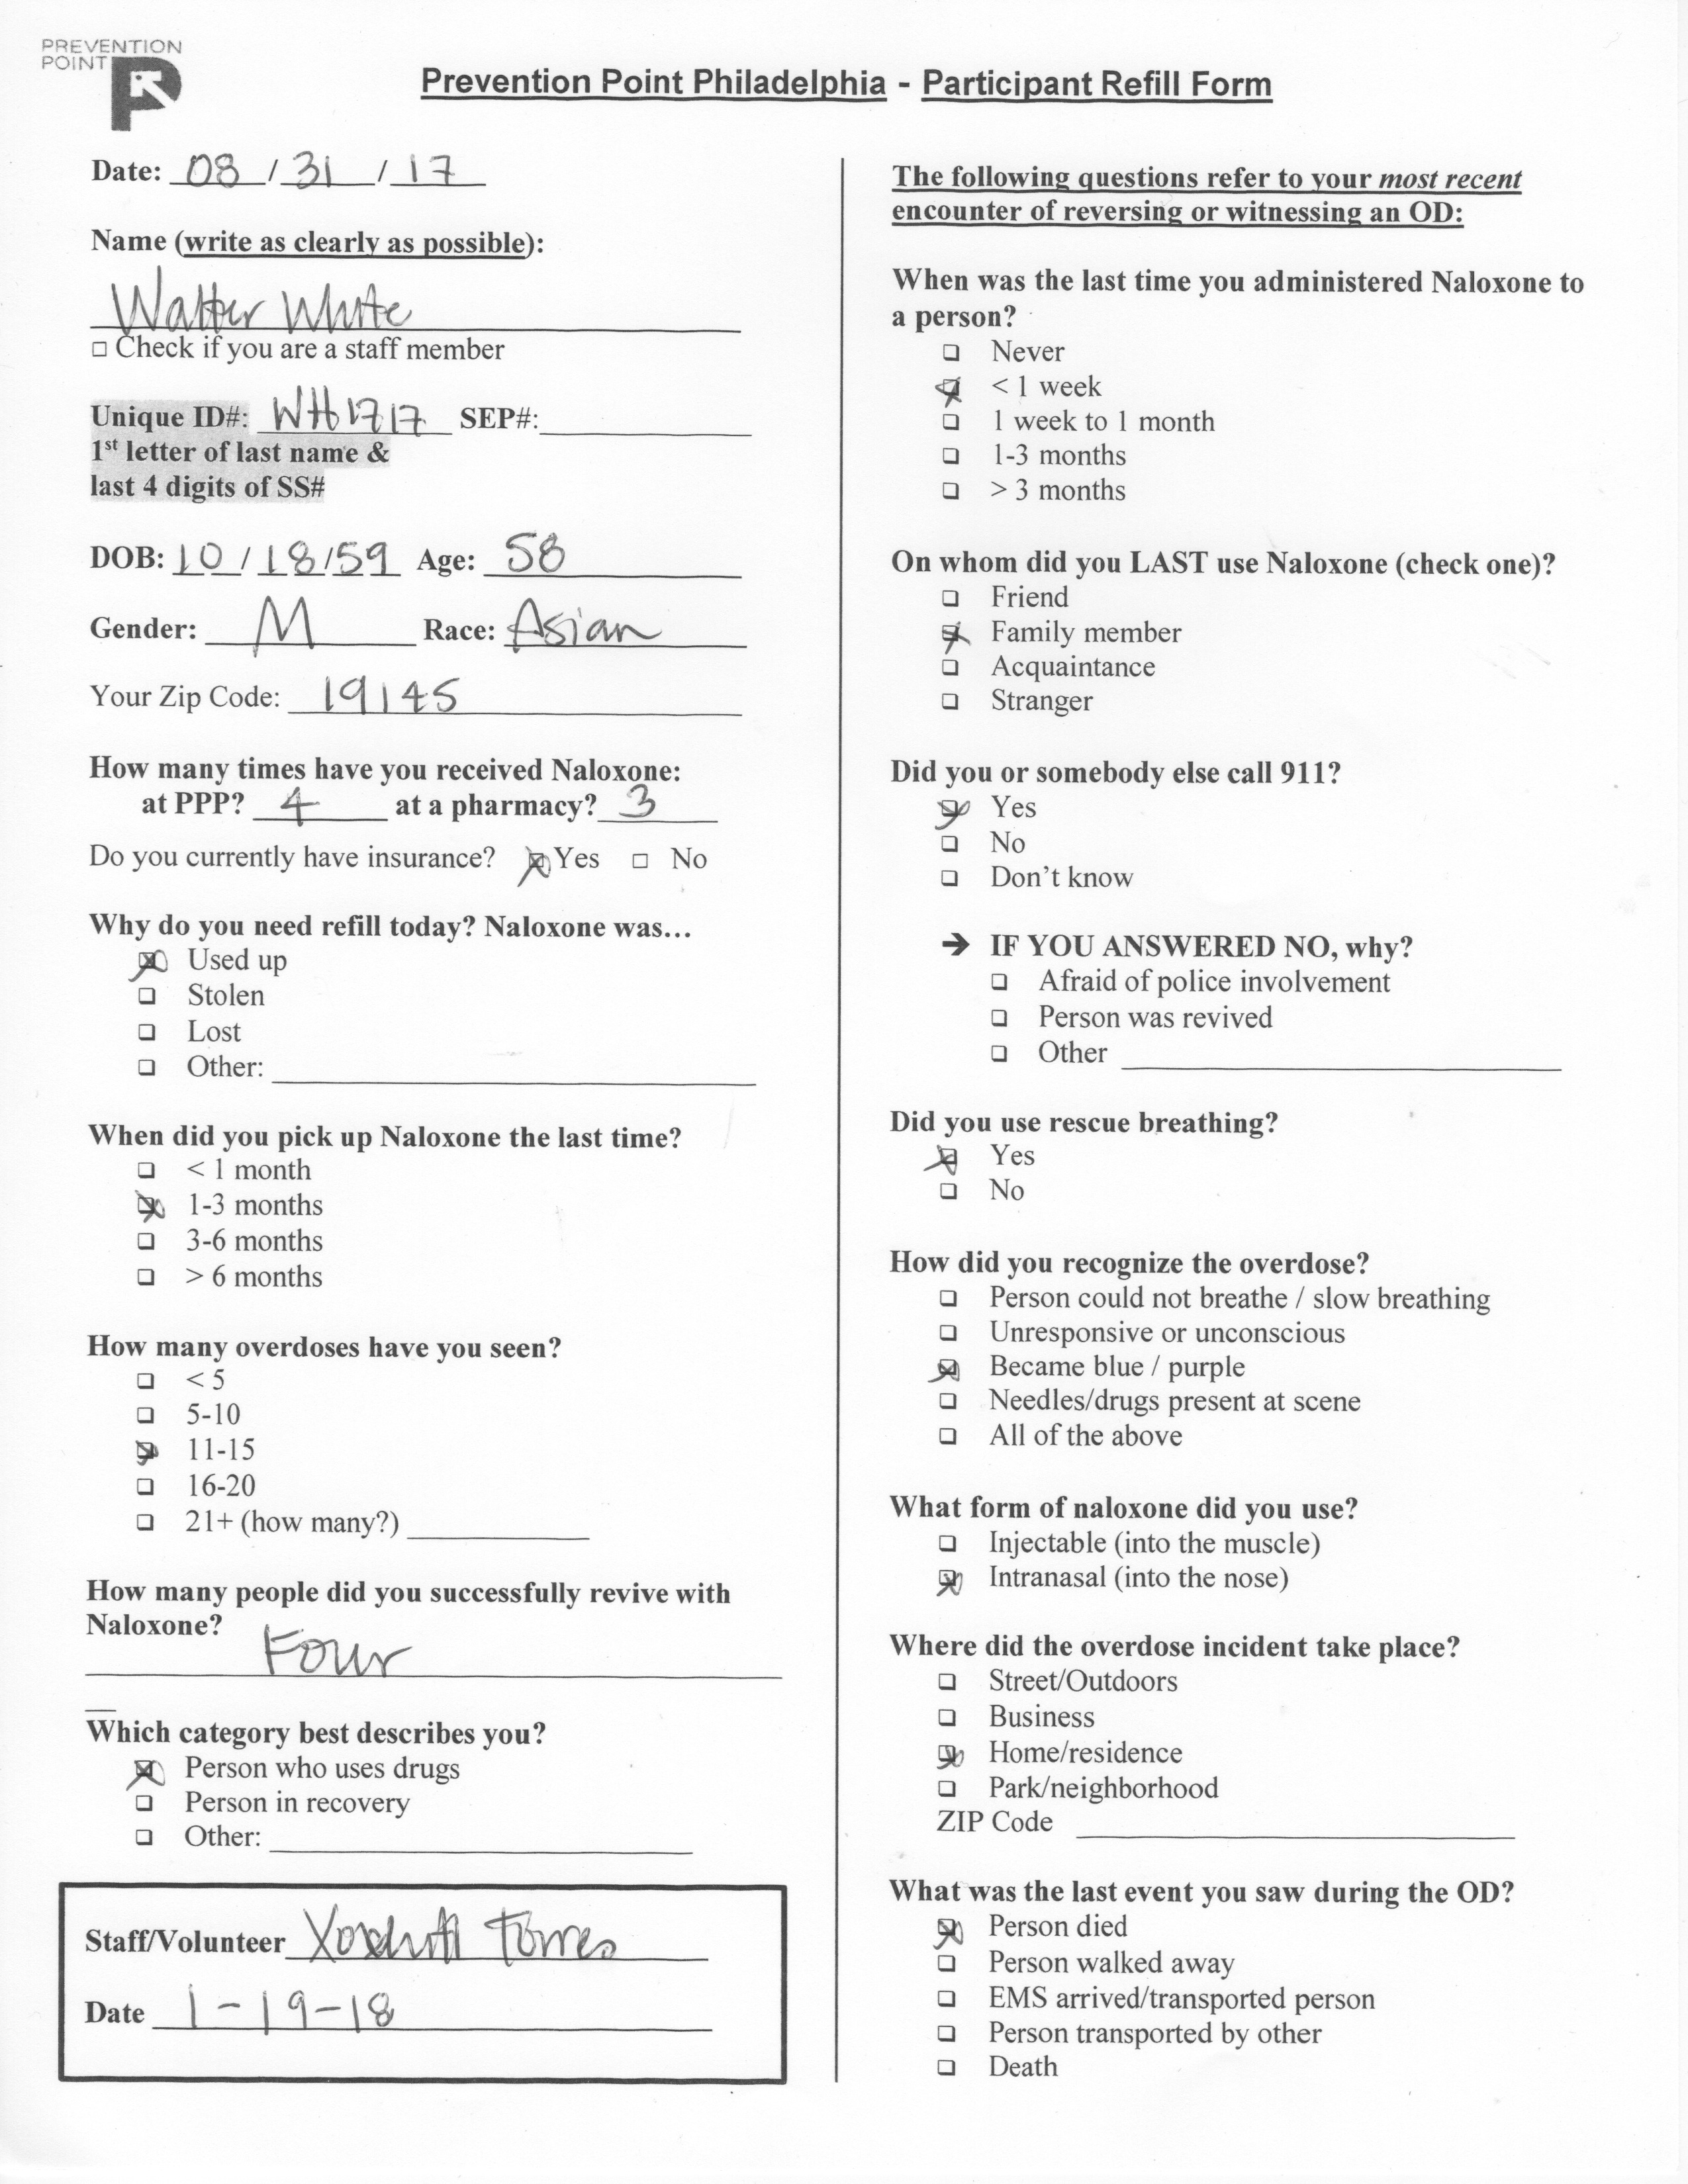 PREVENTION
POINT
P
Prevention Point Philadelphia - Participant Refill Form
Date: 08 / 31 / 17
Name (write as clearly as possible):
Walter White
□ Check if you are a staff member
Unique ID#: WH1717 SEP#:
1st letter of last name &
last 4 digits of SS#
DOB: 10 / 18 / 59 Age: 58
Gender: M Race: Asian
Your Zip Code: 19145
How many times have you received Naloxone:
at PPP? 4 at a pharmacy? 3
Do you currently have insurance? ☒ Yes □ No
Why do you need refill today? Naloxone was…
☒ Used up
❑ Stolen
❑ Lost
❑ Other:
When did you pick up Naloxone the last time?
❑ < 1 month
☒ 1-3 months
❑ 3-6 months
❑ > 6 months
How many overdoses have you seen?
❑ < 5
❑ 5-10
☒ 11-15
❑ 16-20
❑ 21+ (how many?)
How many people did you successfully revive with
Naloxone?
Four
Which category best describes you?
☒ Person who uses drugs
❑ Person in recovery
❑ Other:
Staff/Volunteer Torres
Date 1-19-18
The following questions refer to your most recent
encounter of reversing or witnessing an OD:
When was the last time you administered Naloxone to
a person?
❑ Never
☒ < 1 week
❑ 1 week to 1 month
❑ 1-3 months
❑ > 3 months
On whom did you LAST use Naloxone (check one)?
❑ Friend
☒ Family member
❑ Acquaintance
❑ Stranger
Did you or somebody else call 911?
☒ Yes
❑ No
❑ Don't know
➔ IF YOU ANSWERED NO, why?
❑ Afraid of police involvement
❑ Person was revived
❑ Other
Did you use rescue breathing?
☒ Yes
❑ No
How did you recognize the overdose?
❑ Person could not breathe / slow breathing
❑ Unresponsive or unconscious
☒ Became blue / purple
❑ Needles/drugs present at scene
❑ All of the above
What form of naloxone did you use?
❑ Injectable (into the muscle)
☒ Intranasal (into the nose)
Where did the overdose incident take place?
❑ Street/Outdoors
❑ Business
☒ Home/residence
❑ Park/neighborhood
ZIP Code
What was the last event you saw during the OD?
☒ Person died
❑ Person walked away
❑ EMS arrived/transported person
❑ Person transported by other
❑ Death